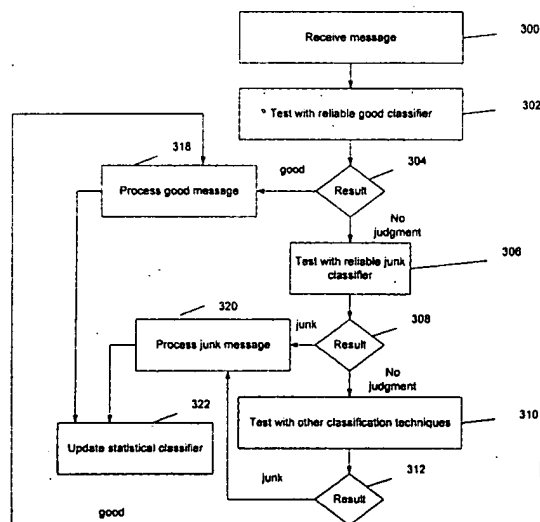 Receive message
300
Test with reliable good classifier
302
318
304
good
Process good message
Result
No
judgment
Test with reliable junk
classifier
306
320
308
junk
Process junk message
Result
No
judgment
322
Test with other classification techniques
310
Update statistical classifier
312
junk
Result
good